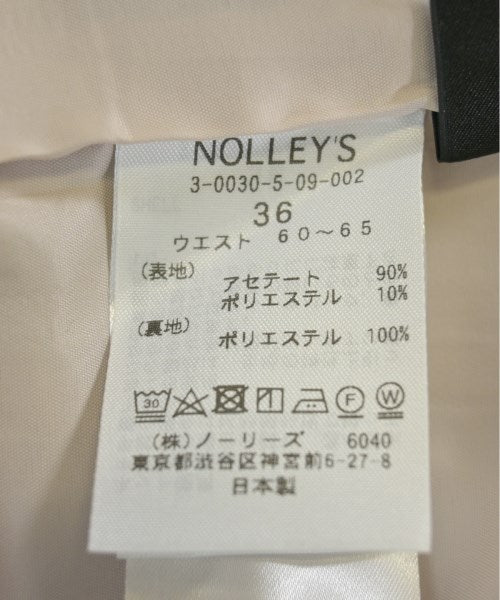 NOLLEY'S
3-0030-5-09-002
36
ウエスト 60～65
(表地)
アセテート 90%
ポリエステル 10%
(裏地)
ポリエステル 100%
30 F W
(株)ノーリーズ 6040
東京都渋谷区神宮前6-27-8
日本製